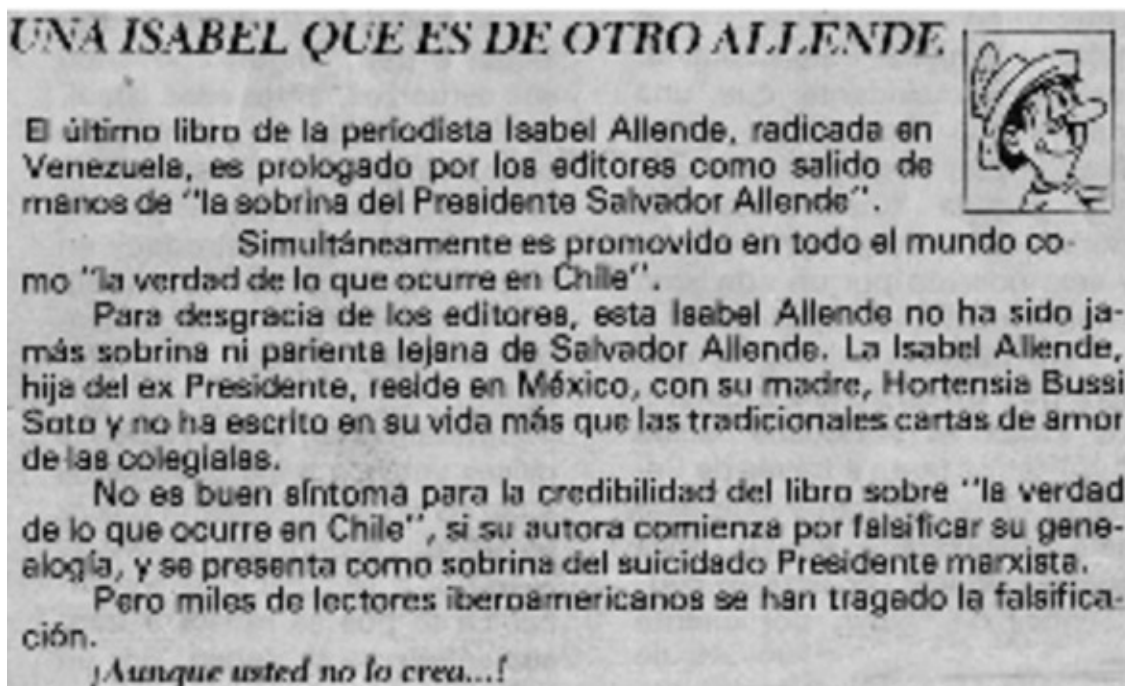 UNA ISABEL QUE ES DE OTRO ALLENDE
El último libro de la periodista Isabel Allende, radicada en
Venezuela, es prologado por los editores como salido de
manos de "la sobrina del Presidente Salvador Allende".
Simultáneamente es promovido en todo el mundo co-
mo "la verdad de lo que ocurre en Chile".
Para desgracia de los editores, esta Isabel Allende no ha sido ja-
más sobrina ni parienta lejana de Salvador Allende. La Isabel Allende,
hija del ex Presidente, reside en México, con su madre, Hortensia Bussi
Soto y no ha escrito en su vida más que las tradicionales cartas de amor
de las colegialas.
No es buen síntoma para la credibilidad del libro sobre "la verdad
de lo que ocurre en Chile", si su autora comienza por falsificar su gene-
alogía, y se presenta como sobrina del suicidado Presidente marxista.
Pero miles de lectores iberoamericanos se han tragado la falsifica-
ción.
¡Aunque usted no lo crea...!